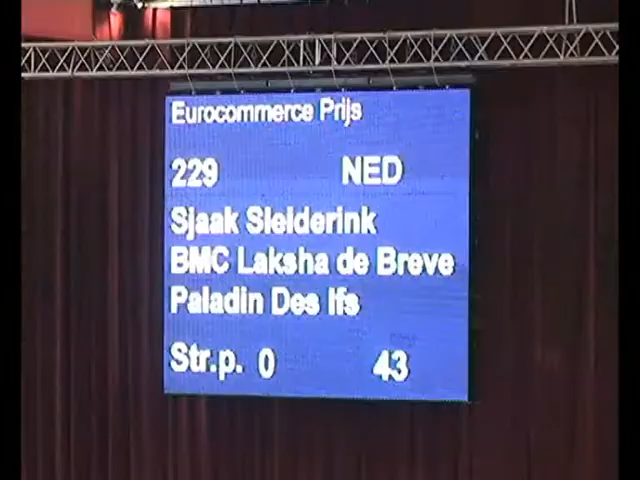 Eurocommerce Prijs
229 NED
Sjaak Sleiderink
BMC Laksha de Breve
Paladin Des Ifs
Str.p. 0 43